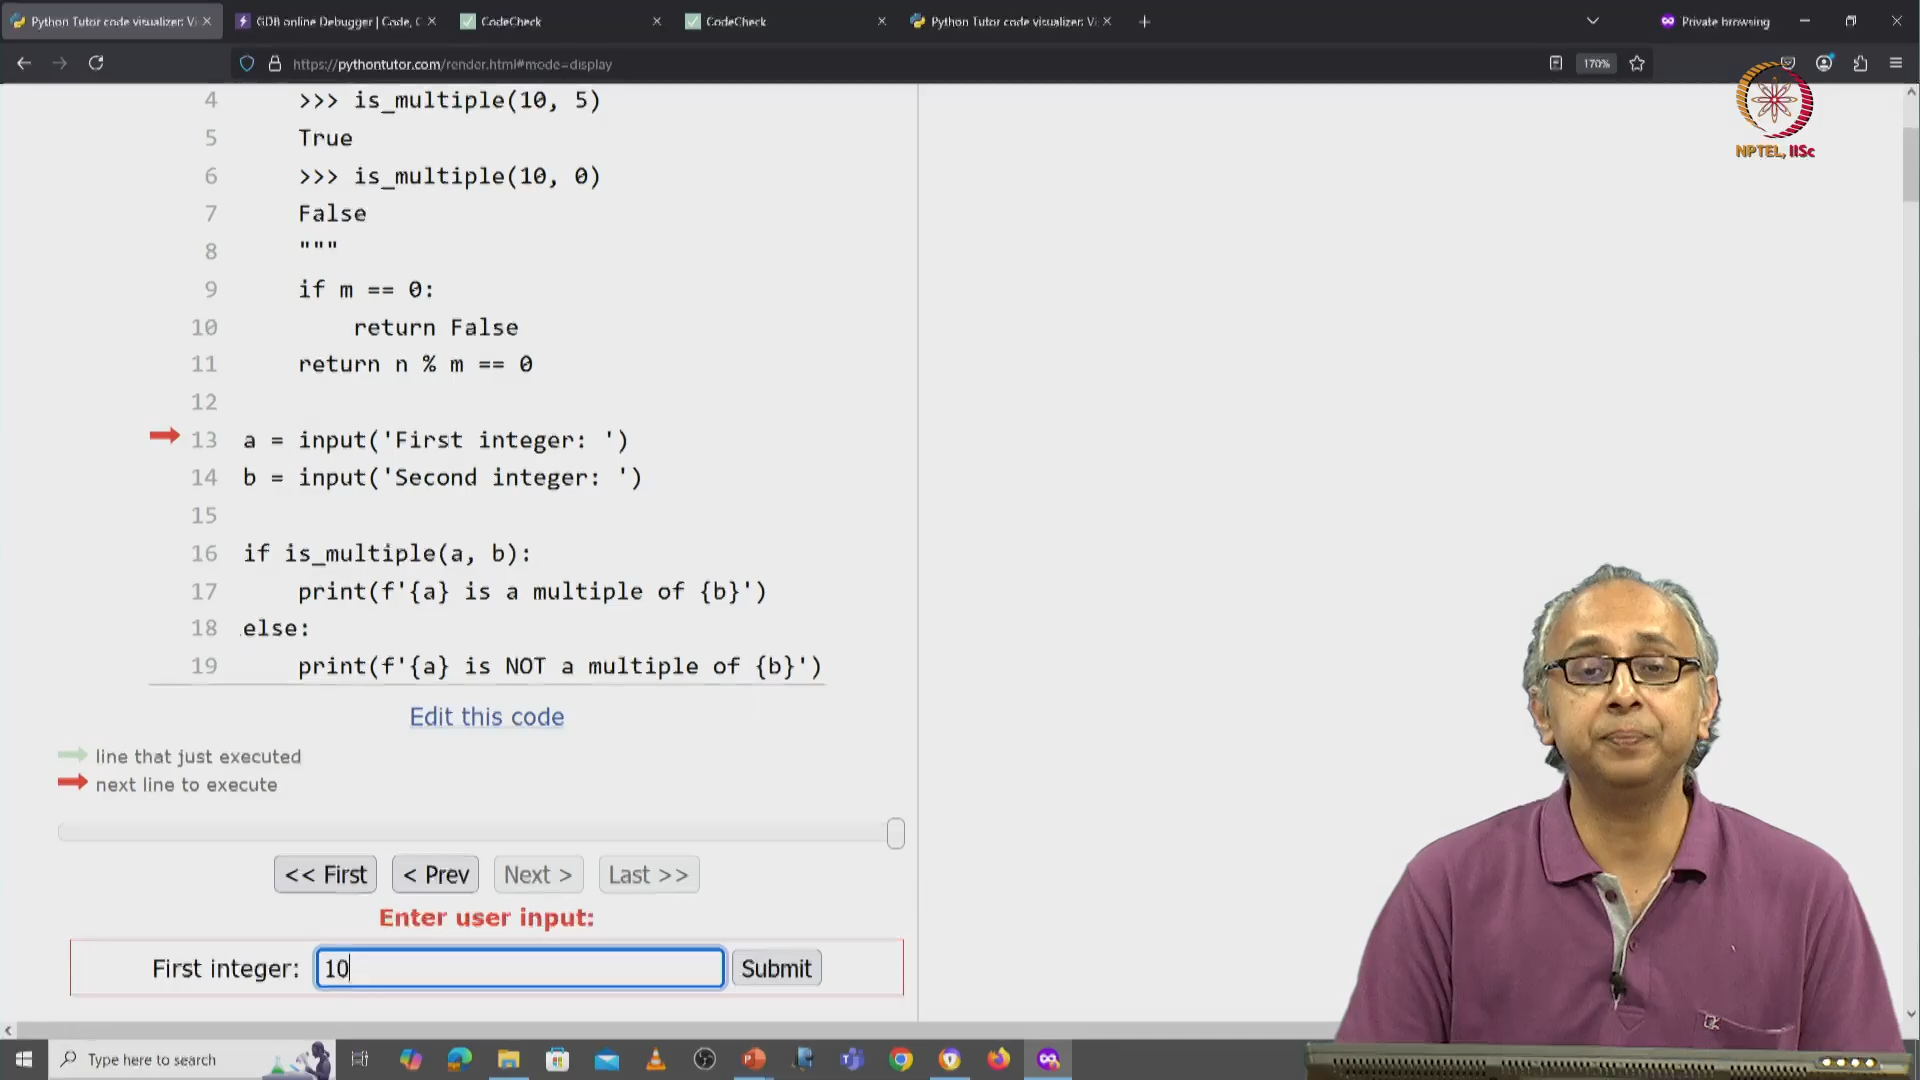 Python Tutor code visualizer: Vi
GDB online Debugger | Code, C
CodeCheck
CodeCheck
Python Tutor code visualizer: Vi
Private browsing
https://pythontutor.com/render.html#mode=display
170%
NPTEL, IISc
4 >>> is_multiple(10, 5)
5 True
6 >>> is_multiple(10, 0)
7 False
8 """
9 if m == 0:
10 return False
11 return n % m == 0
12
13 a = input('First integer: ')
14 b = input('Second integer: ')
15
16 if is_multiple(a, b):
17 print(f'{a} is a multiple of {b}')
18 else:
19 print(f'{a} is NOT a multiple of {b}')
Edit this code
line that just executed
next line to execute
<< First
< Prev
Next >
Last >>
Enter user input:
First integer: 10 Submit
Type here to search